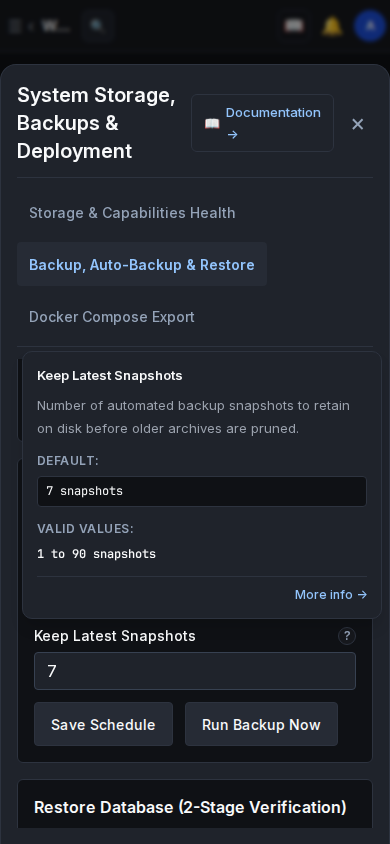 W...
A
System Storage,
Backups &
Deployment
Documentation
→
×
Storage & Capabilities Health
Backup, Auto-Backup & Restore
Docker Compose Export
Keep Latest Snapshots
Number of automated backup snapshots to retain
on disk before older archives are pruned.
DEFAULT:
7 snapshots
VALID VALUES:
1 to 90 snapshots
More info →
Keep Latest Snapshots ?
7
Save Schedule Run Backup Now
Restore Database (2-Stage Verification)